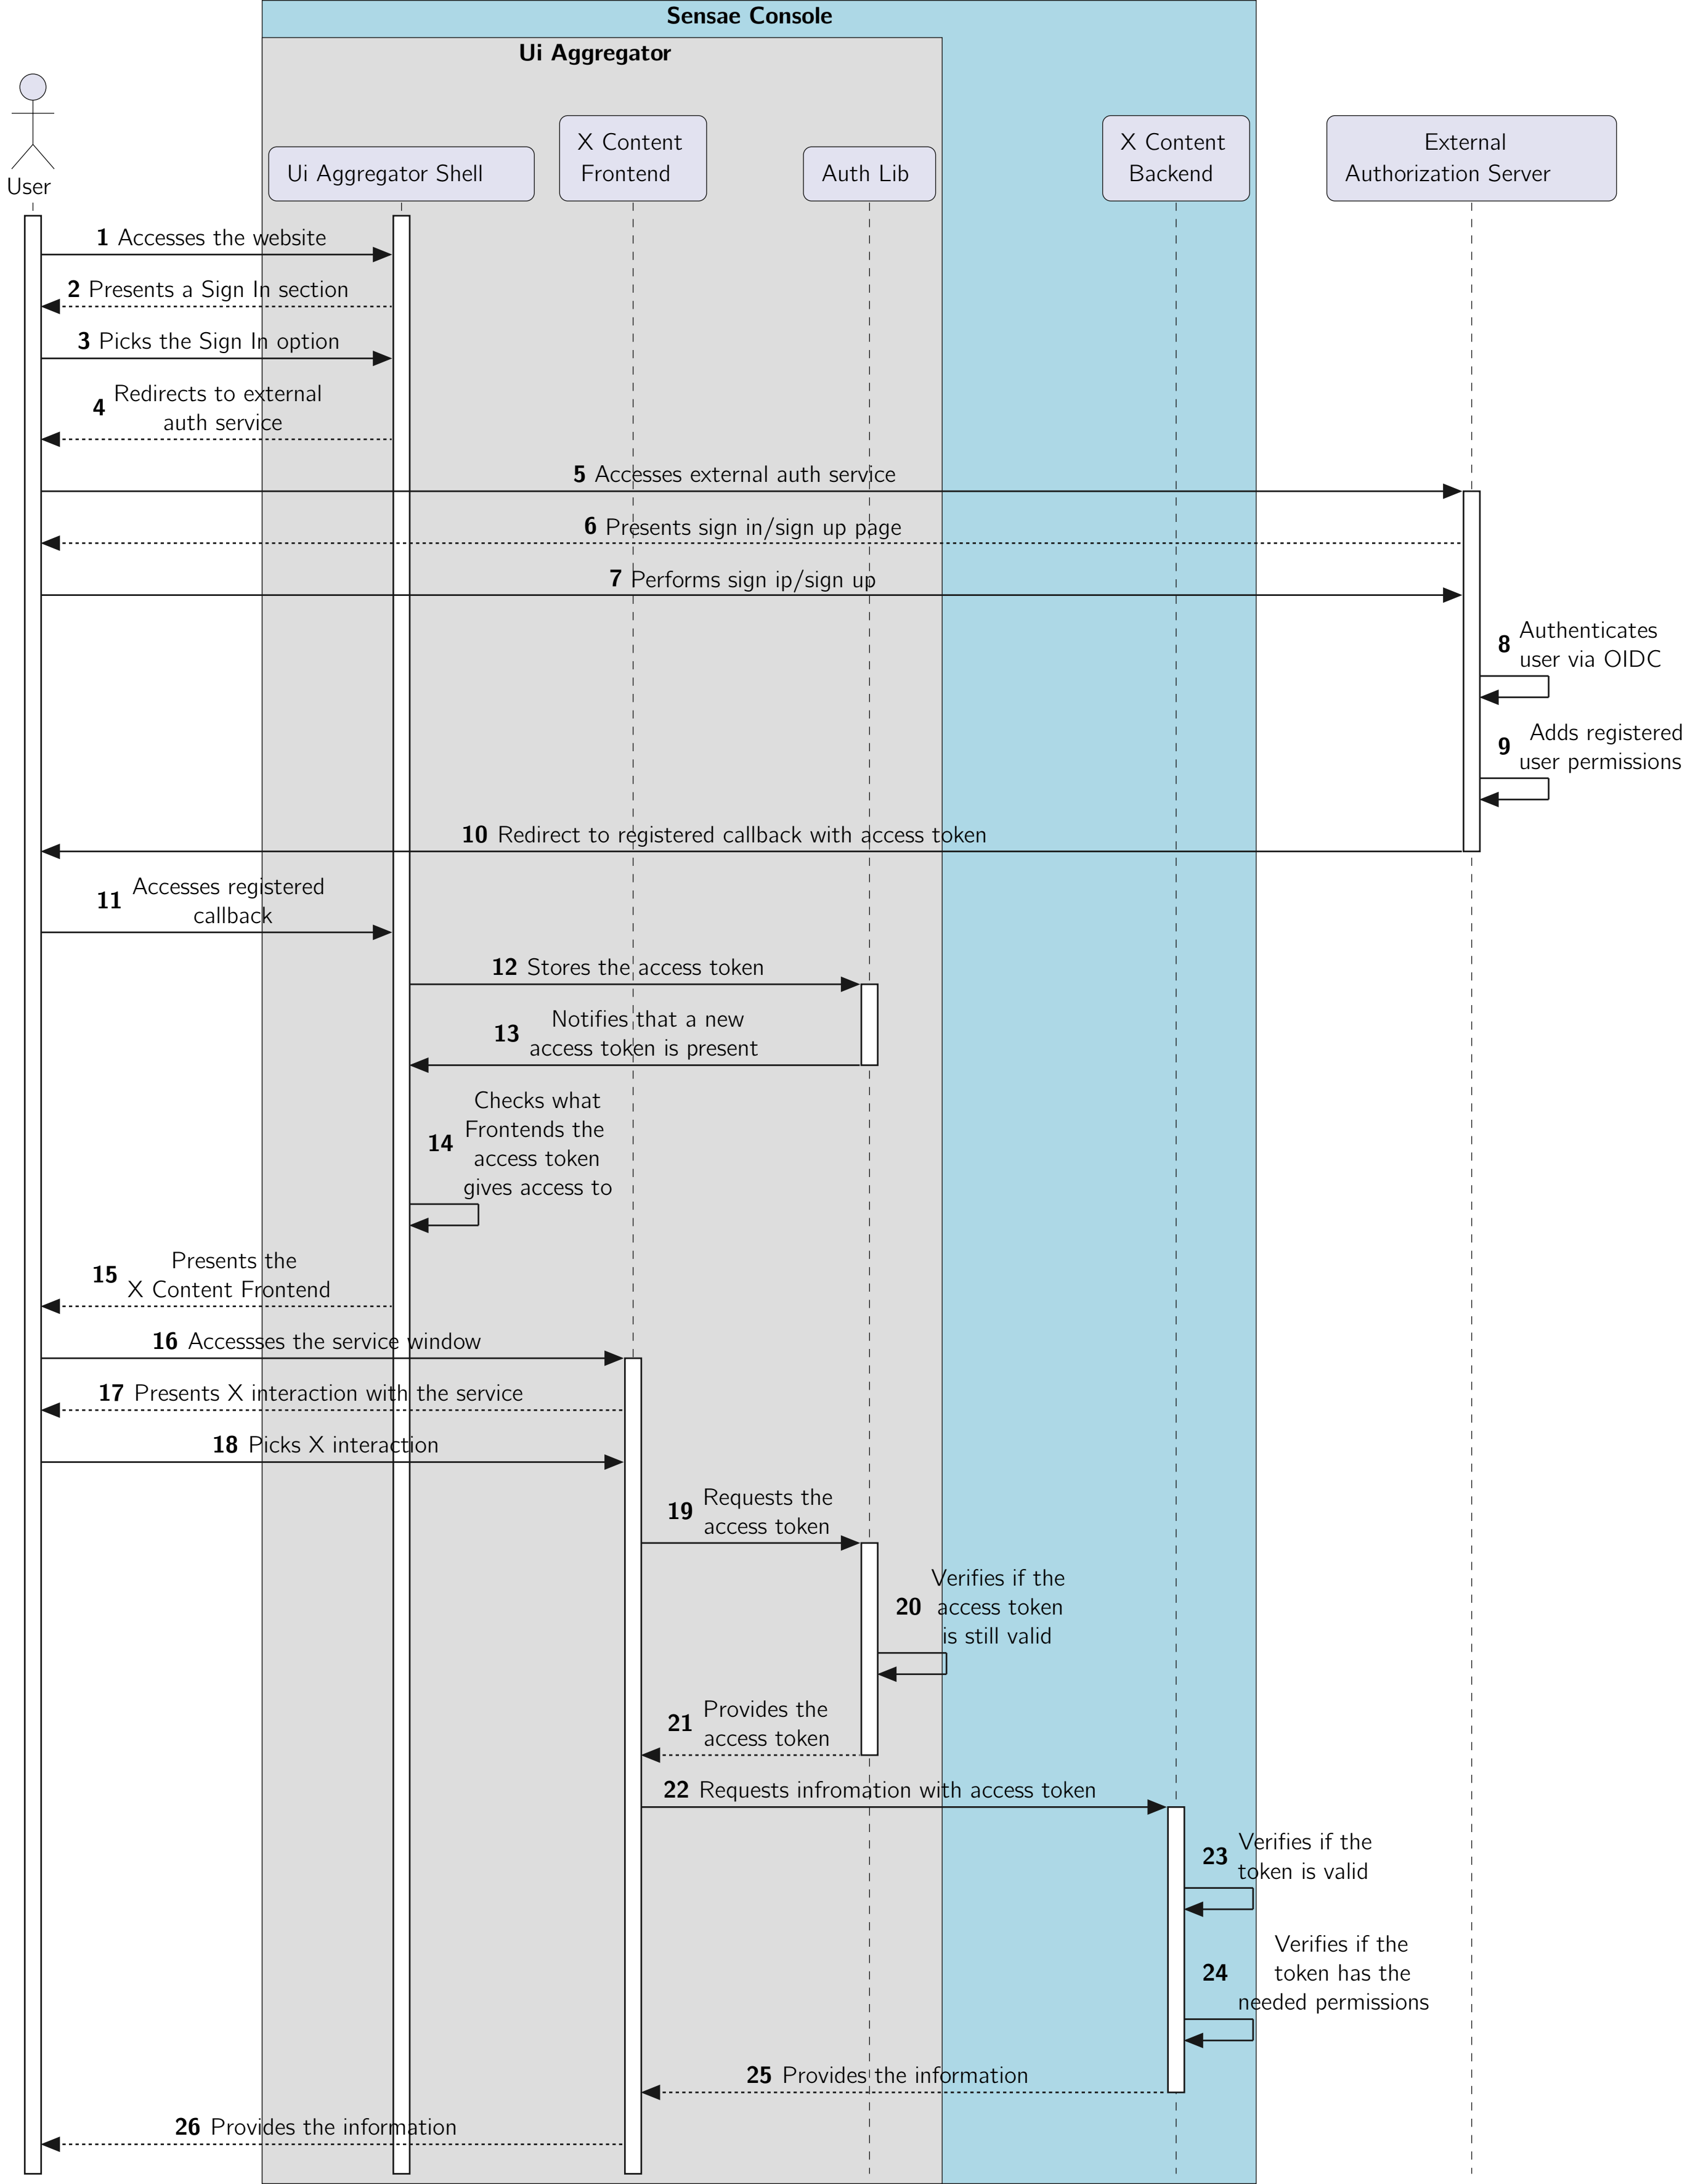 Sensae Console
Ui Aggregator
User
Ui Aggregator Shell
X Content
Frontend
Auth Lib
X Content
Backend
External
Authorization Server
1 Accesses the website
2 Presents a Sign In section
3 Picks the Sign In option
4 Redirects to external
auth service
5 Accesses external auth service
6 Presents sign in/sign up page
7 Performs sign ip/sign up
8 Authenticates
user via OIDC
9 Adds registered
user permissions
10 Redirect to registered callback with access token
11 Accesses registered
callback
12 Stores the access token
13 Notifies that a new
access token is present
14 Checks what
Frontends the
access token
gives access to
15 Presents the
X Content Frontend
16 Accessses the service window
17 Presents X interaction with the service
18 Picks X interaction
19 Requests the
access token
20 Verifies if the
access token
is still valid
21 Provides the
access token
22 Requests infromation with access token
23 Verifies if the
token is valid
24 Verifies if the
token has the
needed permissions
25 Provides the information
26 Provides the information